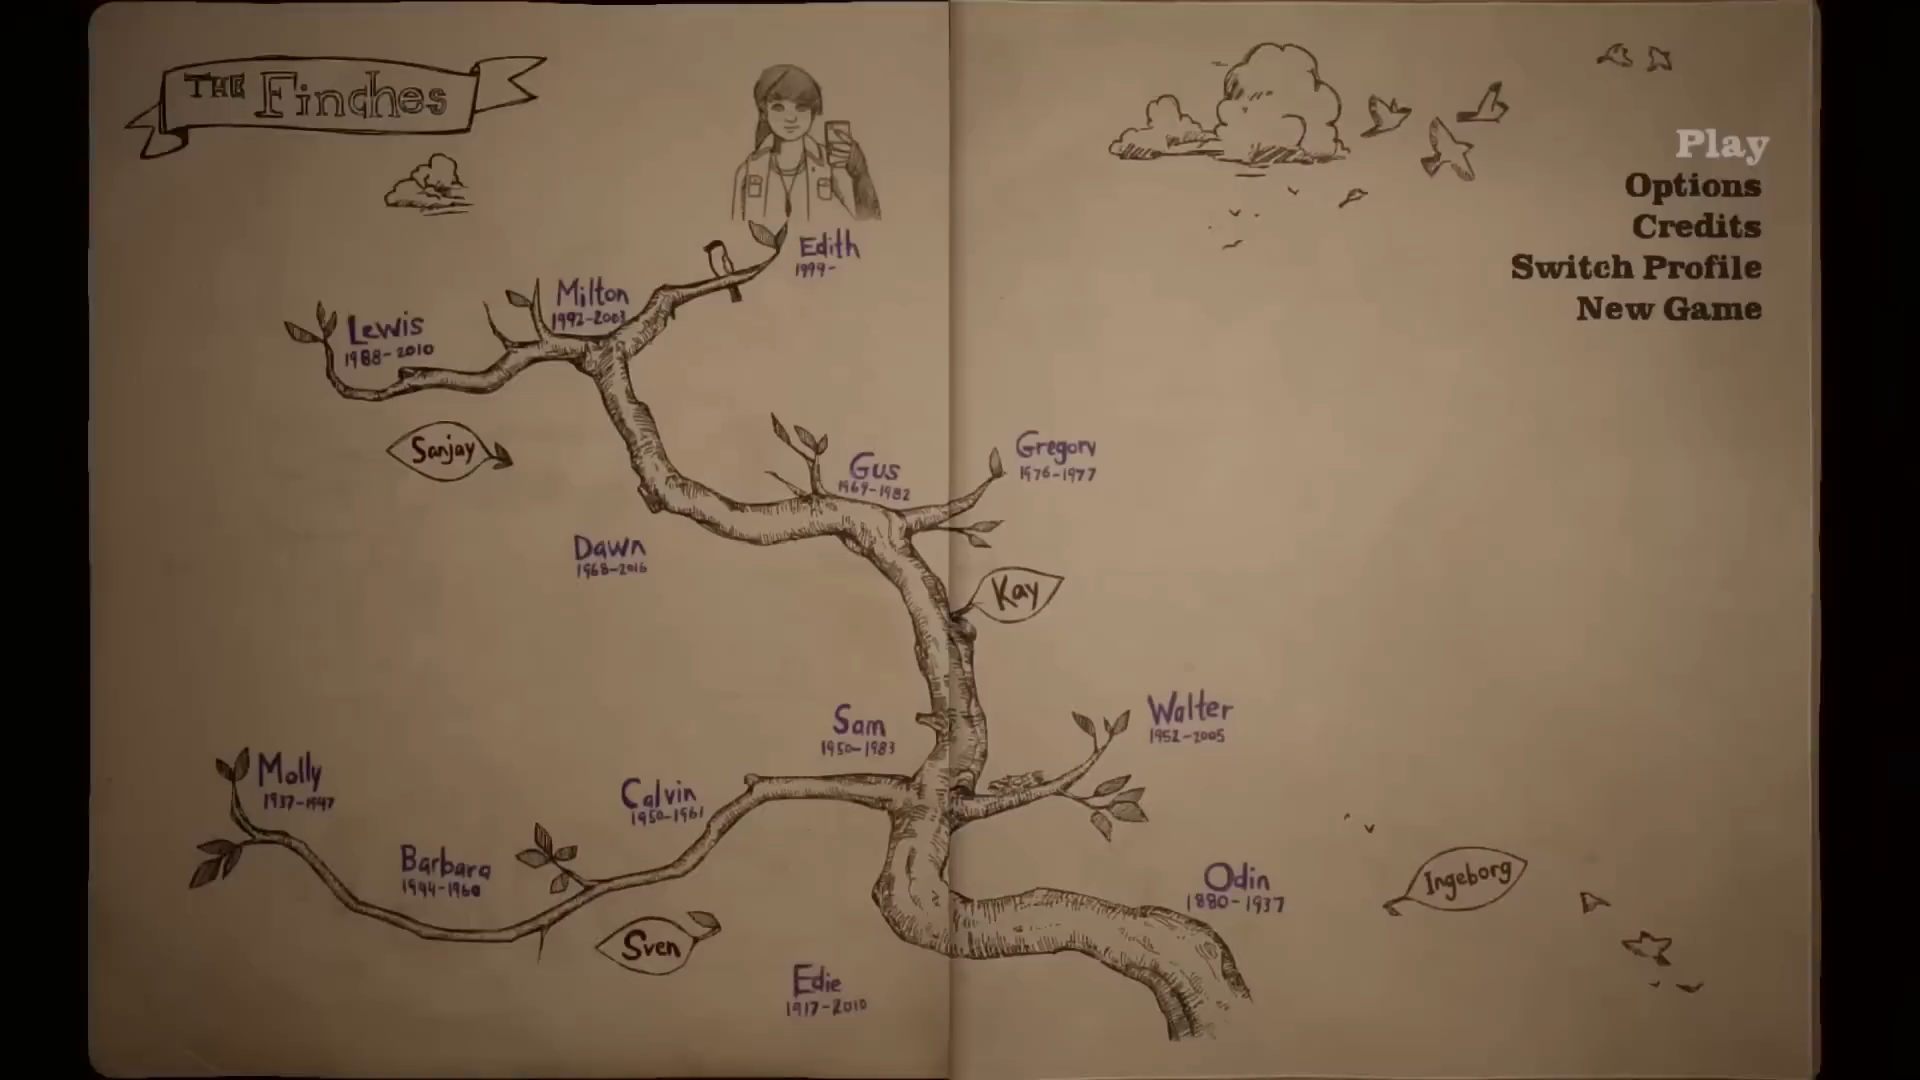 THE Finches
Play
Options
Credits
Switch Profile
New Game
Edith
1999-
Milton
1992-2003
Lewis
1988-2010
Sanjay
Gregory
1976-1977
Gus
1969-1982
Dawn
1968-2016
Kay
Sam
1950-1983
Walter
1952-2005
Molly
1937-1947
Calvin
1950-1961
Barbara
1944-1960
Sven
Odin
1880-1937
Ingeborg
Edie
1917-2010